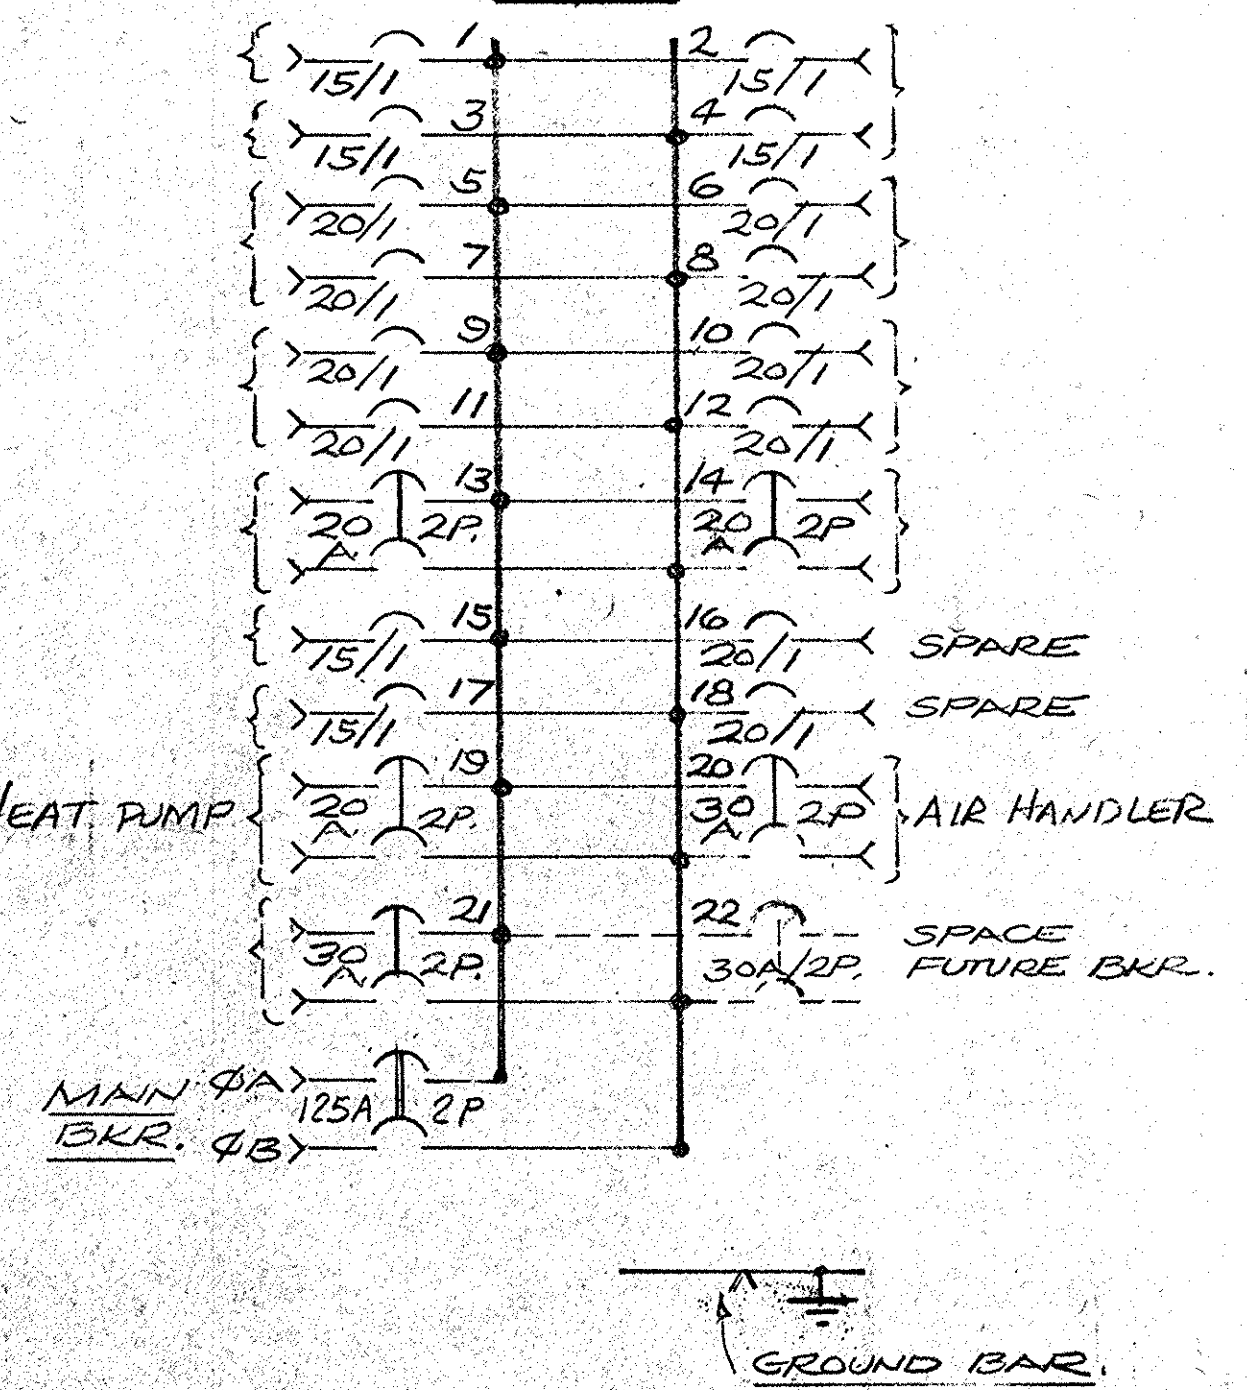 1 2
15/1 15/1
3 4
15/1 15/1
5 6
20/1 20/1
7 8
20/1 20/1
9 10
20/1 20/1
11 12
20/1 20/1
13 14
20 A 2P. 20 A 2P
15 16 SPARE
15/1 20/1
17 18 SPARE
15/1 20/1
19 20
HEAT PUMP 20 A 2P. 30 A 2P AIR HANDLER
21 22 SPACE
30 A 2P. 30A/2P. FUTURE BKR.
MAIN ØA
125A 2P
BKR. ØB
GROUND BAR.